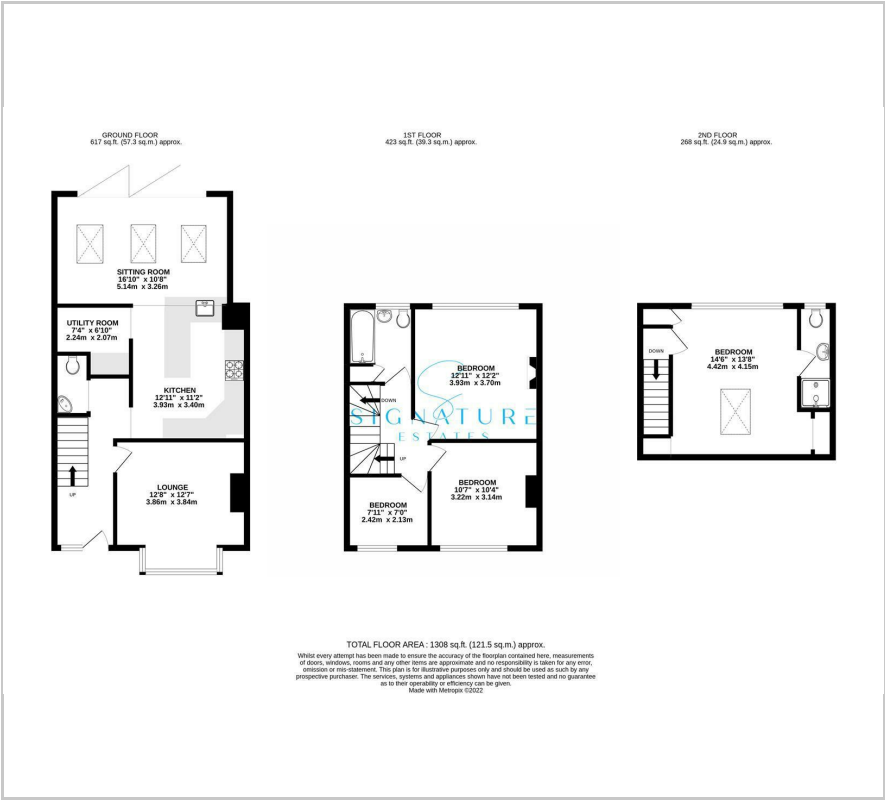 GROUND FLOOR
617 sq.ft. (57.3 sq.m.) approx.
1ST FLOOR
423 sq.ft. (39.3 sq.m.) approx.
2ND FLOOR
268 sq.ft. (24.9 sq.m.) approx.
SITTING ROOM
16'10" x 10'8"
5.14m x 3.26m
UTILITY ROOM
7'4" x 6'10"
2.24m x 2.07m
KITCHEN
12'11" x 11'2"
3.93m x 3.40m
LOUNGE
12'8" x 12'7"
3.86m x 3.84m
UP
BEDROOM
12'11" x 12'2"
3.93m x 3.70m
DOWN
SIGNATURE
ESTATES
UP
BEDROOM
10'7" x 10'4"
3.22m x 3.14m
BEDROOM
7'11" x 7'0"
2.42m x 2.13m
DOWN
BEDROOM
14'6" x 13'8"
4.42m x 4.15m
TOTAL FLOOR AREA : 1308 sq.ft. (121.5 sq.m.) approx.
Whilst every attempt has been made to ensure the accuracy of the floorplan contained here, measurements
of doors, windows, rooms and any other items are approximate and no responsibility is taken for any error,
omission or mis-statement. This plan is for illustrative purposes only and should be used as such by any
prospective purchaser. The services, systems and appliances shown have not been tested and no guarantee
as to their operability or efficiency can be given.
Made with Metropix ©2022